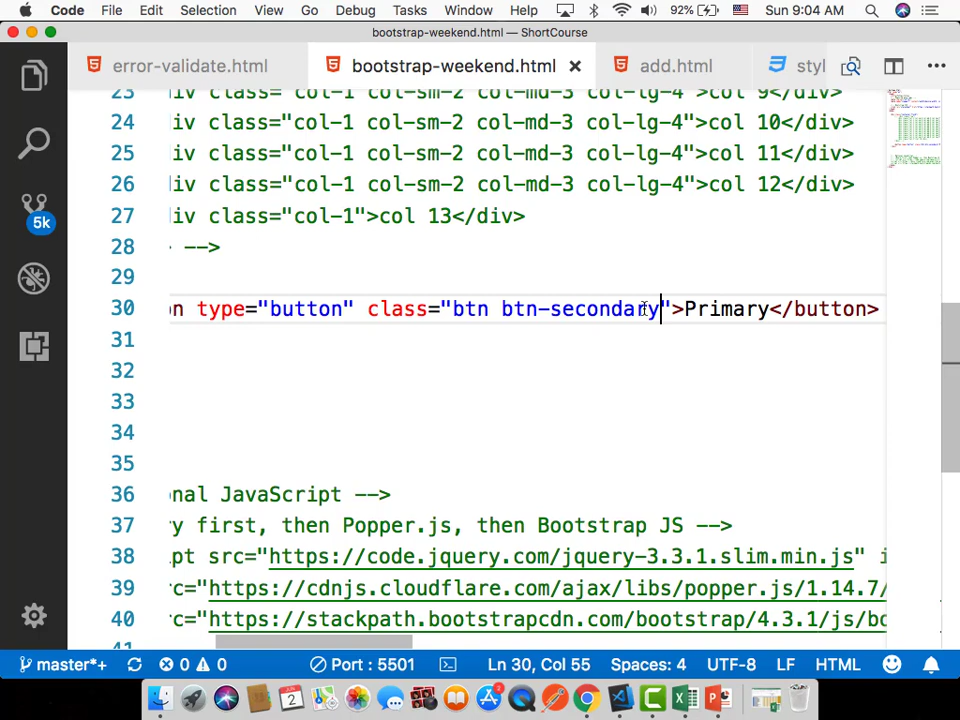 Code File Edit Selection View Go Debug Tasks Window Help 92% Sun 9:04 AM
bootstrap-weekend.html — ShortCourse
error-validate.html bootstrap-weekend.html add.html styl
23 div class="col-1 col-sm-2 col-md-3 col-lg-4">col 9</div>
24 iv class="col-1 col-sm-2 col-md-3 col-lg-4">col 10</div>
25 iv class="col-1 col-sm-2 col-md-3 col-lg-4">col 11</div>
26 iv class="col-1 col-sm-2 col-md-3 col-lg-4">col 12</div>
27 iv class="col-1">col 13</div>
28 -->
29
30 on type="button" class="btn btn-secondary">Primary</button>
31
32
33
34
35
36 onal JavaScript -->
37 ry first, then Popper.js, then Bootstrap JS -->
38 ipt src="https://code.jquery.com/jquery-3.3.1.slim.min.js" i
39 rc="https://cdnjs.cloudflare.com/ajax/libs/popper.js/1.14.7/
40 rc="https://stackpath.bootstrapcdn.com/bootstrap/4.3.1/js/bo
41
5k
master*+ 0 0 Port : 5501 Ln 30, Col 55 Spaces: 4 UTF-8 LF HTML